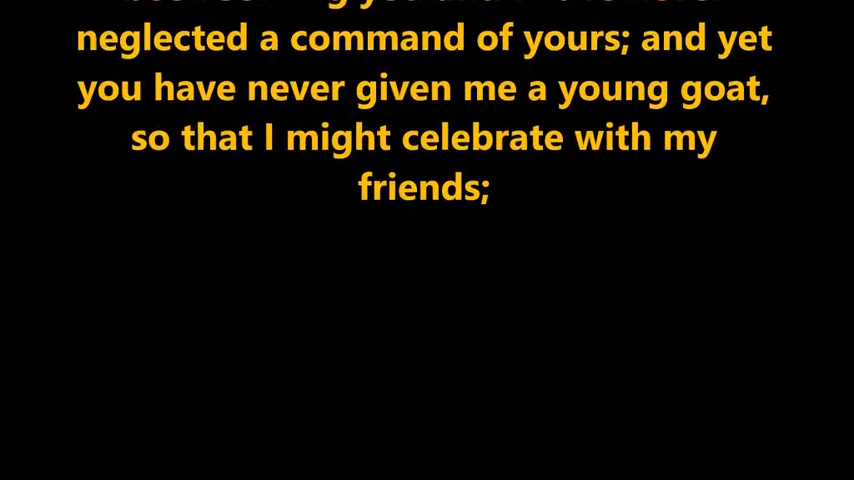 neglected a command of yours; and yet
you have never given me a young goat,
so that I might celebrate with my
friends;